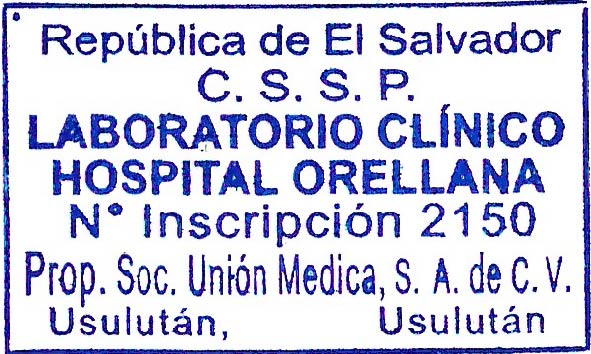 República de El Salvador
C. S. S. P.
LABORATORIO CLÍNICO
HOSPITAL ORELLANA
N° Inscripción 2150
Prop. Soc. Unión Medica, S. A. de C. V.
Usulután, Usulután